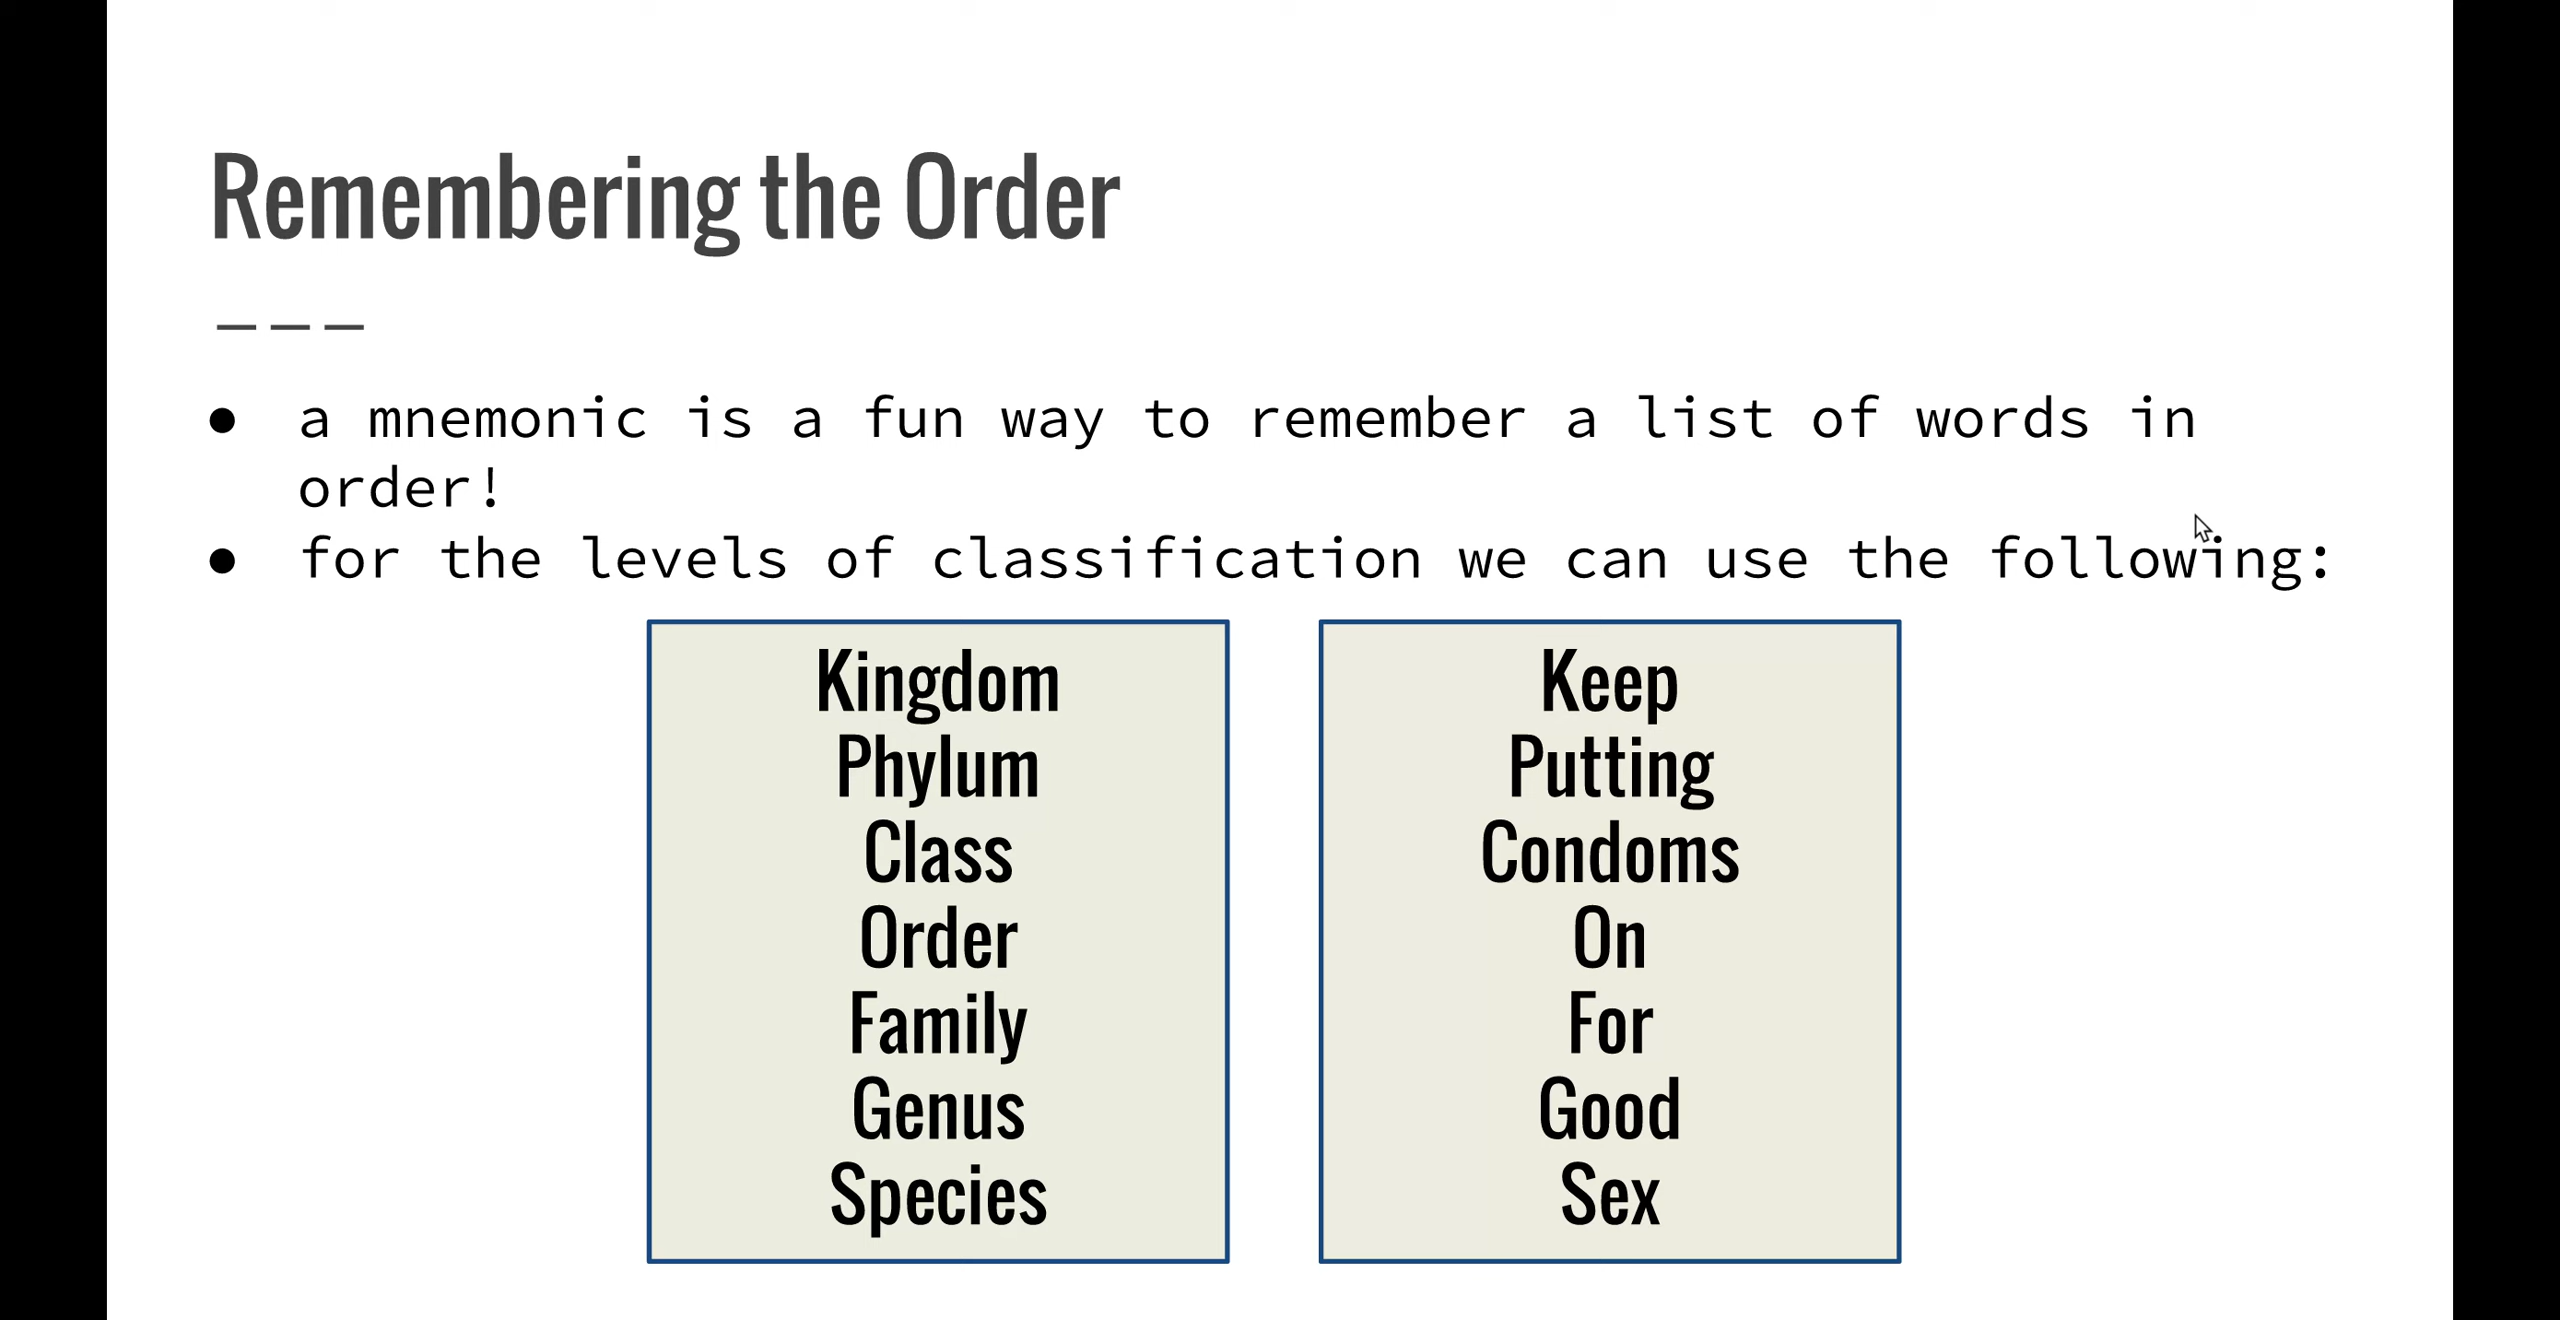 Remembering the Order
———
● a mnemonic is a fun way to remember a list of words in
order!
● for the levels of classification we can use the following:
Kingdom
Phylum
Class
Order
Family
Genus
Species
Keep
Putting
Condoms
On
For
Good
Sex